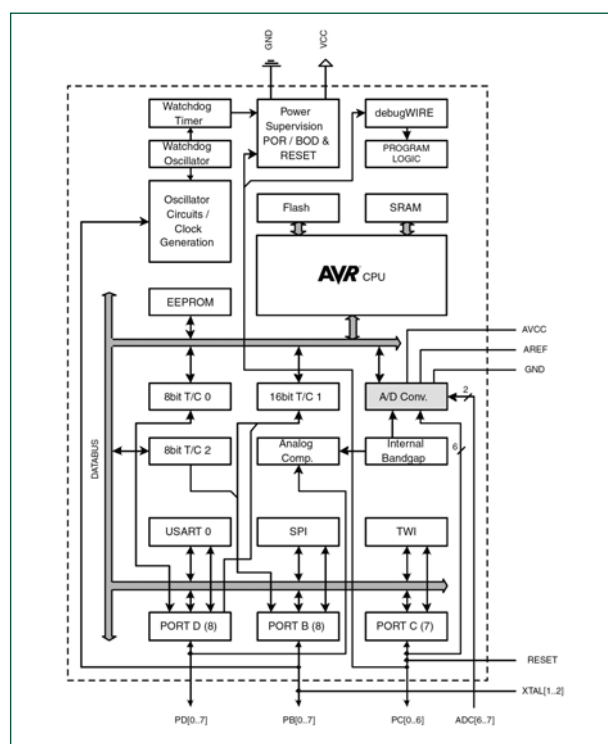 GND
VCC
Watchdog
Timer
Power
Supervision
POR / BOD &
RESET
debugWIRE
Watchdog
Oscillator
PROGRAM
LOGIC
Oscillator
Circuits /
Clock
Generation
Flash
SRAM
AVR CPU
EEPROM
AVCC
AREF
GND
8bit T/C 0
16bit T/C 1
A/D Conv.
2
DATABUS
8bit T/C 2
Analog
Comp.
Internal
Bandgap
6
USART 0
SPI
TWI
PORT D (8)
PORT B (8)
PORT C (7)
RESET
XTAL[1..2]
PD[0..7]
PB[0..7]
PC[0..6]
ADC[6..7]